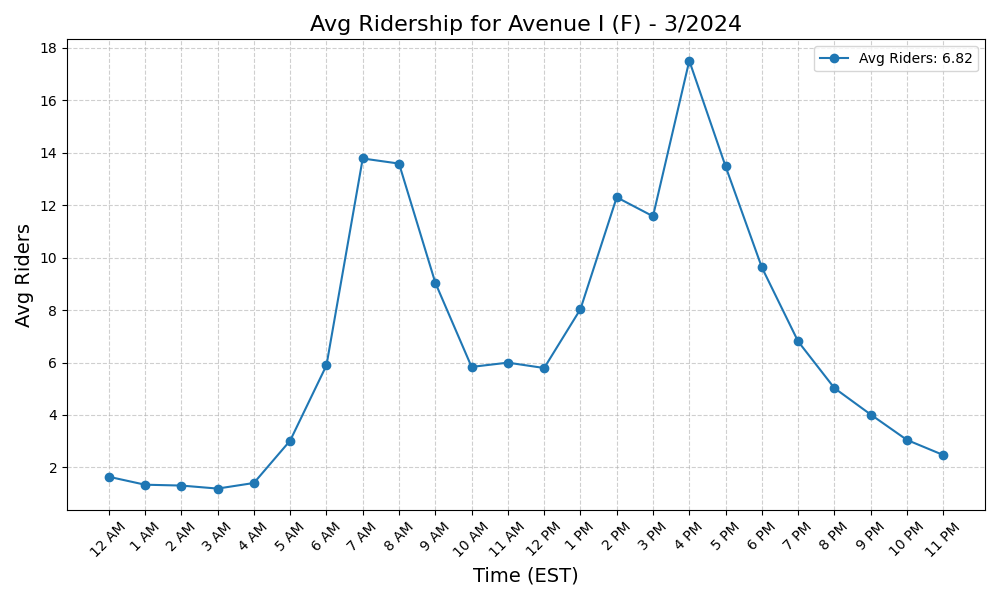 Avg Ridership for Avenue I (F) - 3/2024
Avg Riders: 6.82
Avg Riders
18
16
14
12
10
8
6
4
2
12 AM
1 AM
2 AM
3 AM
4 AM
5 AM
6 AM
7 AM
8 AM
9 AM
10 AM
11 AM
12 PM
1 PM
2 PM
3 PM
4 PM
5 PM
6 PM
7 PM
8 PM
9 PM
10 PM
11 PM
Time (EST)